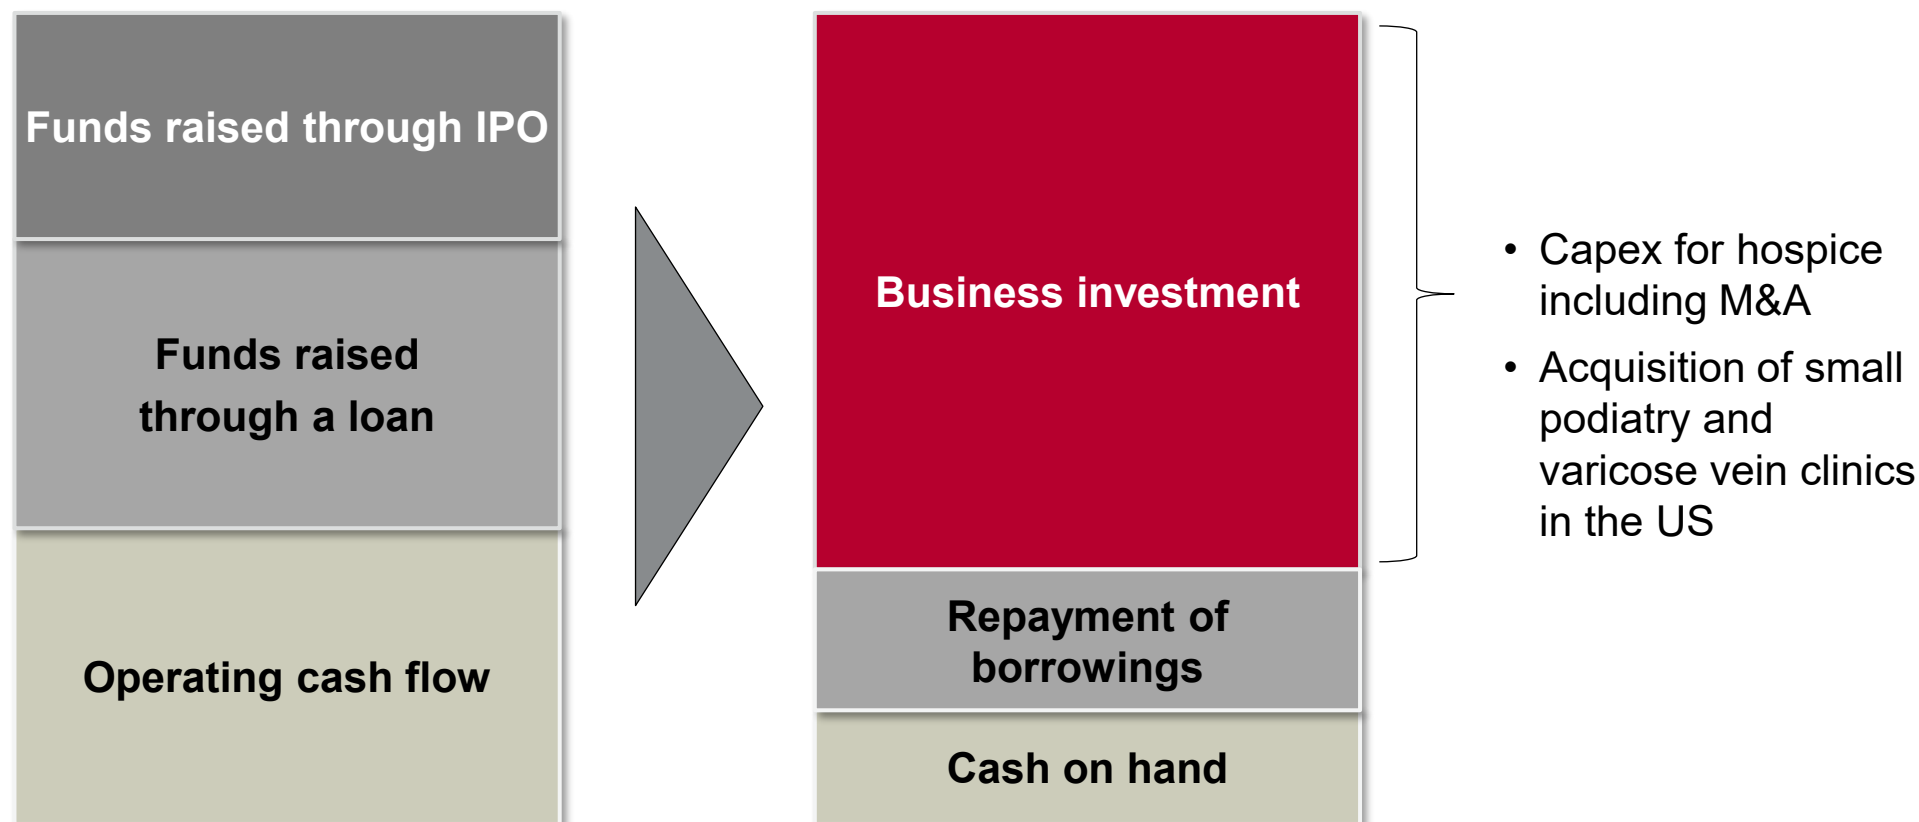 Funds raised through IPO
Funds raised
through a loan
Operating cash flow
Business investment
Repayment of
borrowings
Cash on hand
• Capex for hospice
including M&A
• Acquisition of small
podiatry and
varicose vein clinics
in the US